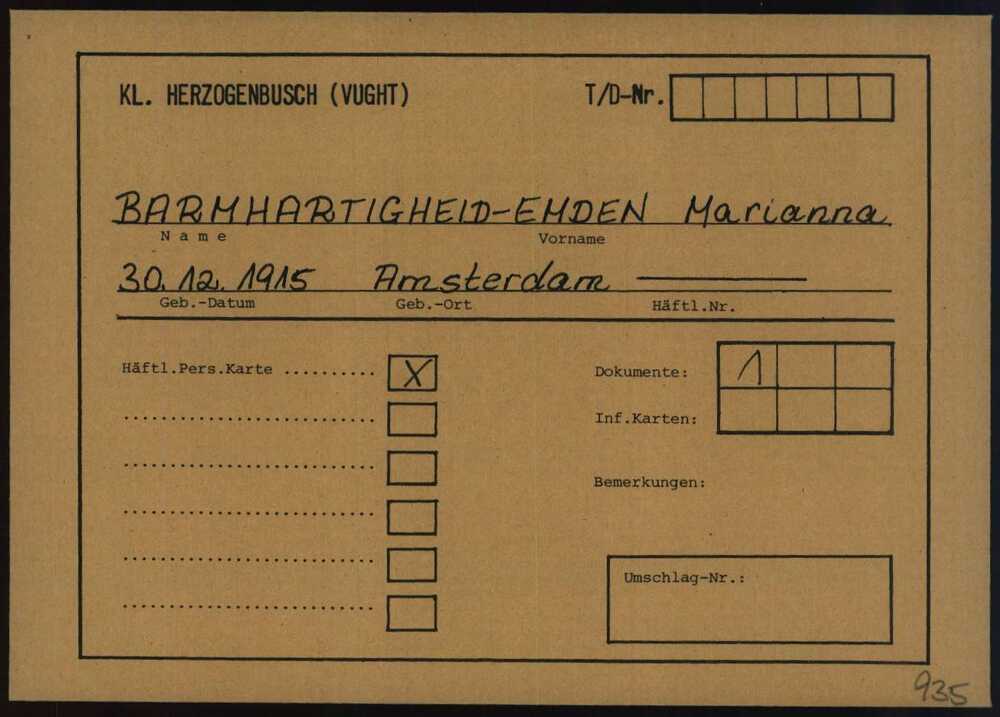 KL. HERZOGENBUSCH (VUGHT) T/D-Nr.
BARMHARTIGHEID-EMDEN Marianna
Name Vorname
30.12.1915 Amsterdam
Geb.-Datum Geb.-Ort Häftl.Nr.
Häftl.Pers.Karte .......... X Dokumente: 1
Inf.Karten:
Bemerkungen:
Umschlag-Nr.:
935